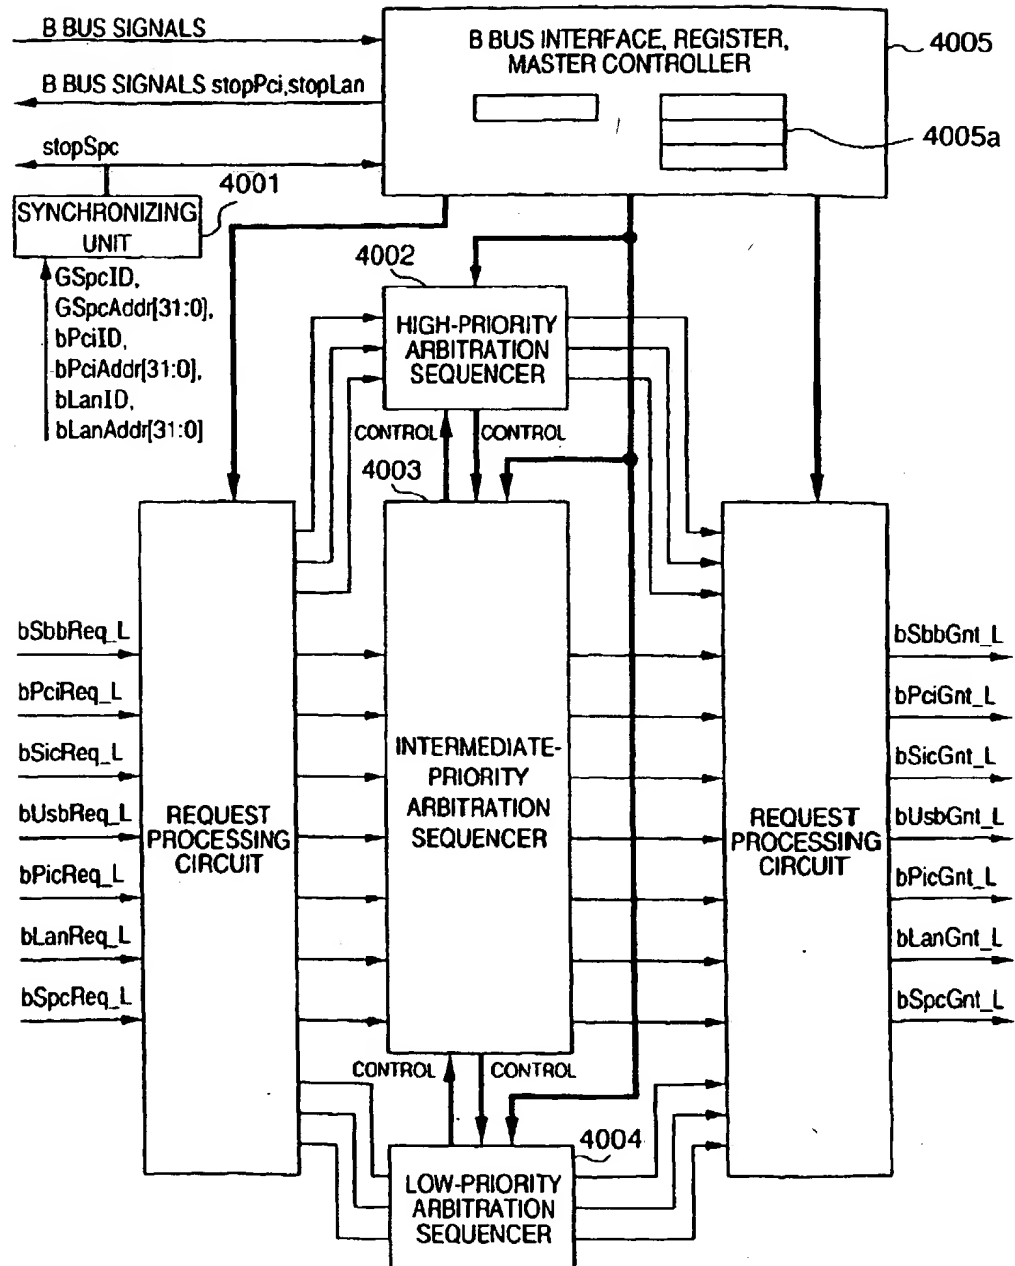 B BUS SIGNALS
B BUS INTERFACE, REGISTER,
MASTER CONTROLLER
4005
B BUS SIGNALS stopPci,stopLan
4005a
stopSpc
4001
SYNCHRONIZING
UNIT
GSpcID,
GSpcAddr[31:0],
bPciID,
bPciAddr[31:0],
bLanID,
bLanAddr[31:0]
4002
HIGH-PRIORITY
ARBITRATION
SEQUENCER
CONTROL
CONTROL
4003
bSbbReq_L
bPciReq_L
bSicReq_L
bUsbReq_L
bPicReq_L
bLanReq_L
bSpcReq_L
REQUEST
PROCESSING
CIRCUIT
INTERMEDIATE-
PRIORITY
ARBITRATION
SEQUENCER
REQUEST
PROCESSING
CIRCUIT
bSbbGnt_L
bPciGnt_L
bSicGnt_L
bUsbGnt_L
bPicGnt_L
bLanGnt_L
bSpcGnt_L
CONTROL
CONTROL
4004
LOW-PRIORITY
ARBITRATION
SEQUENCER